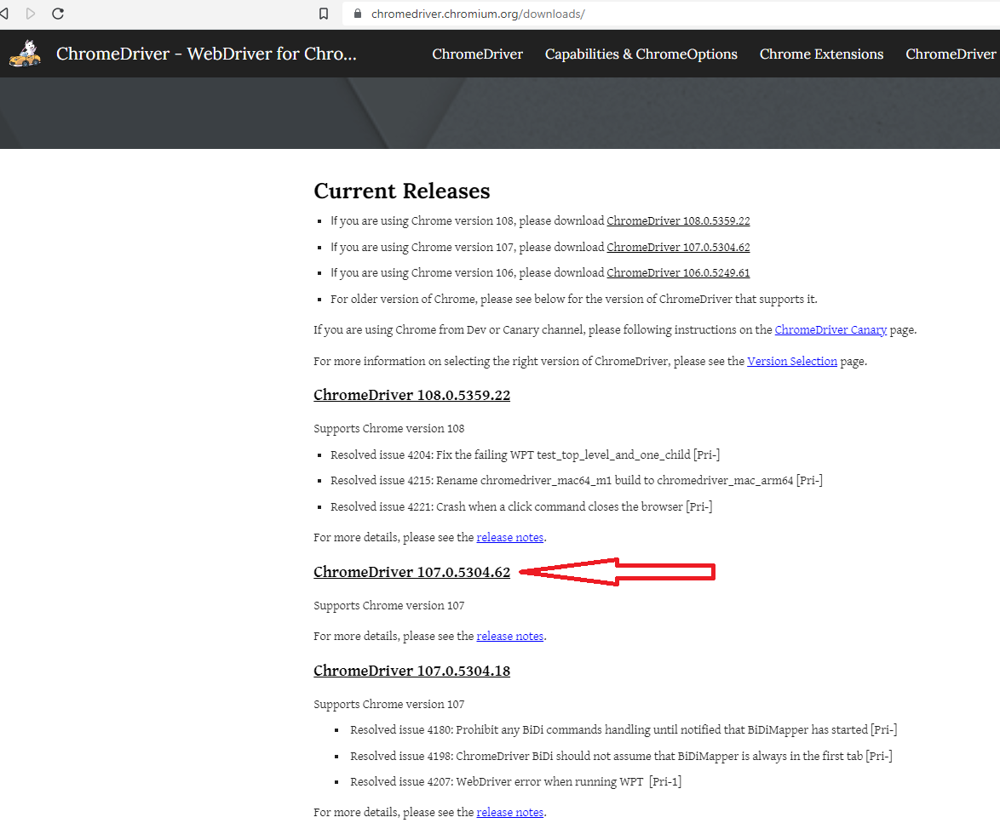 chromedriver.chromium.org/downloads/
ChromeDriver - WebDriver for Chro...
ChromeDriver
Capabilities & ChromeOptions
Chrome Extensions
ChromeDriver
Current Releases
If you are using Chrome version 108, please download ChromeDriver 108.0.5359.22
If you are using Chrome version 107, please download ChromeDriver 107.0.5304.62
If you are using Chrome version 106, please download ChromeDriver 106.0.5249.61
For older version of Chrome, please see below for the version of ChromeDriver that supports it.
If you are using Chrome from Dev or Canary channel, please following instructions on the ChromeDriver Canary page.
For more information on selecting the right version of ChromeDriver, please see the Version Selection page.
ChromeDriver 108.0.5359.22
Supports Chrome version 108
Resolved issue 4204: Fix the failing WPT test_top_level_and_one_child [Pri-]
Resolved issue 4215: Rename chromedriver_mac64_m1 build to chromedriver_mac_arm64 [Pri-]
Resolved issue 4221: Crash when a click command closes the browser [Pri-]
For more details, please see the release notes.
ChromeDriver 107.0.5304.62
Supports Chrome version 107
For more details, please see the release notes.
ChromeDriver 107.0.5304.18
Supports Chrome version 107
Resolved issue 4180: Prohibit any BiDi commands handling until notified that BiDiMapper has started [Pri-]
Resolved issue 4198: ChromeDriver BiDi should not assume that BiDiMapper is always in the first tab [Pri-]
Resolved issue 4207: WebDriver error when running WPT  [Pri-1]
For more details, please see the release notes.